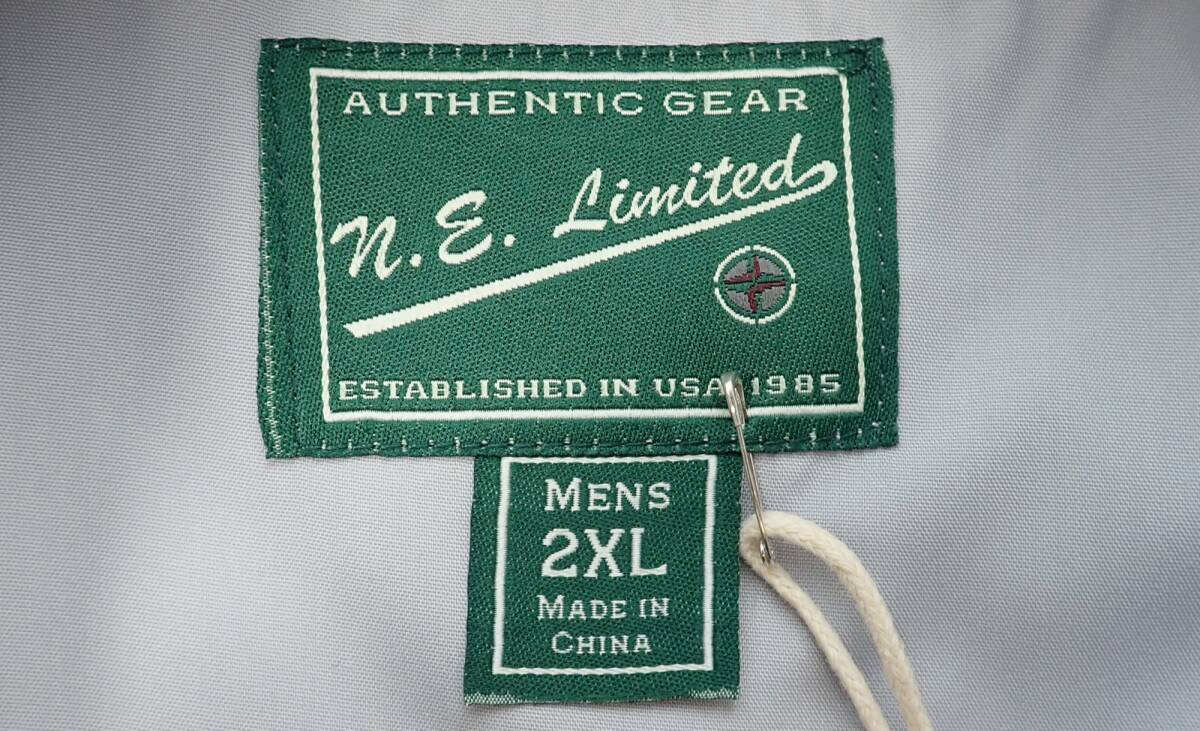 AUTHENTIC GEAR
N.E. Limited
ESTABLISHED IN USA 1985
MENS
2XL
MADE IN
CHINA